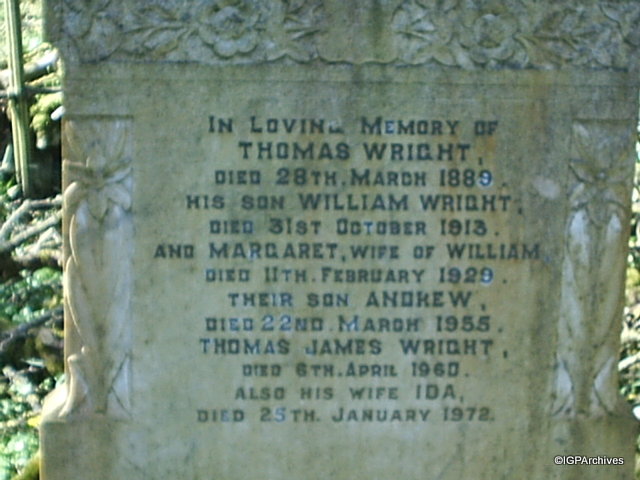 In Loving Memory of
THOMAS WRIGHT,
DIED 28TH. MARCH 1889.
HIS SON WILLIAM WRIGHT,
DIED 31ST OCTOBER 1913.
AND MARGARET, WIFE OF WILLIAM,
DIED 11TH. FEBRUARY 1929.
THEIR SON ANDREW,
DIED 22ND. MARCH 1955.
THOMAS JAMES WRIGHT,
DIED 6TH. APRIL 1960.
ALSO HIS WIFE IDA,
DIED 25TH. JANUARY 1972.
©IGPArchives